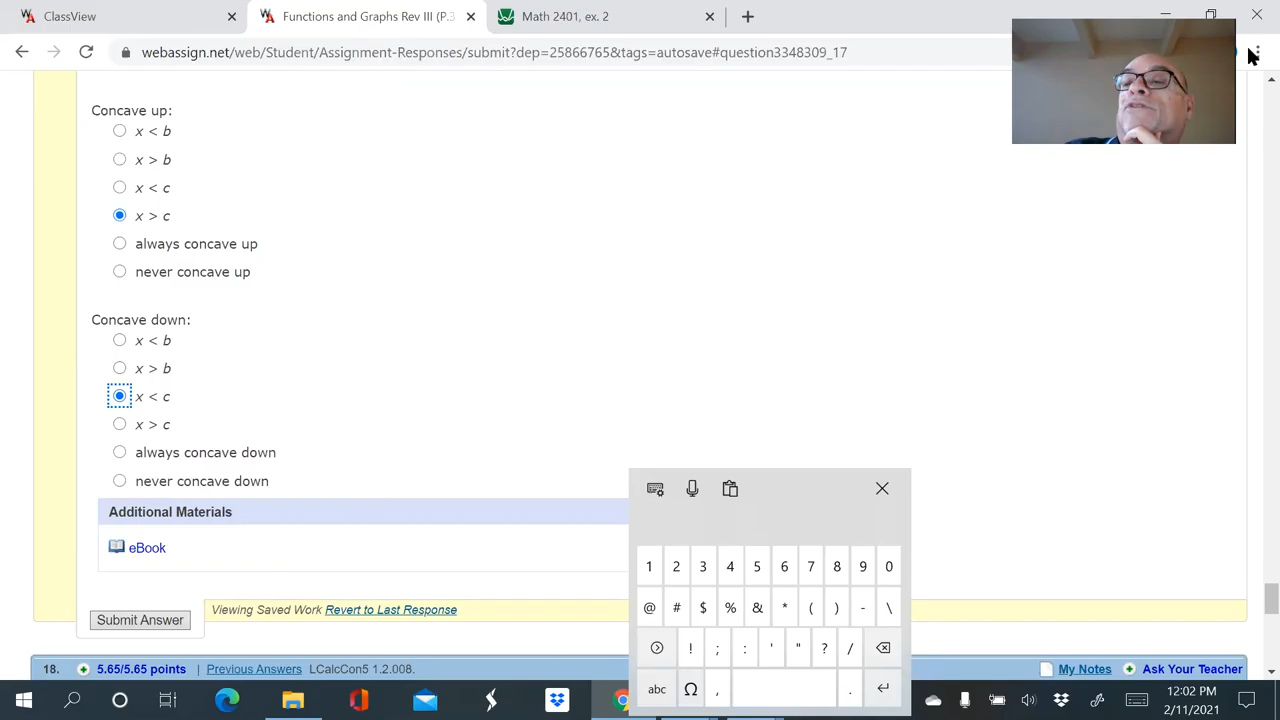 ClassView
Functions and Graphs Rev III (P.3
Math 2401, ex. 2
webassign.net/web/Student/Assignment-Responses/submit?dep=25866765&tags=autosave#question3348309_17
Concave up:
x < b
x > b
x < c
x > c
always concave up
never concave up
Concave down:
x < b
x > b
x < c
x > c
always concave down
never concave down
Additional Materials
eBook
Submit Answer
Viewing Saved Work Revert to Last Response
1 2 3 4 5 6 7 8 9 0
@ # $ % & * ( ) - \
! ; : ' " ? /
abc Ω , .
18. 5.65/5.65 points | Previous Answers LCalcCon5 1.2.008. My Notes Ask Your Teacher
12:02 PM
2/11/2021